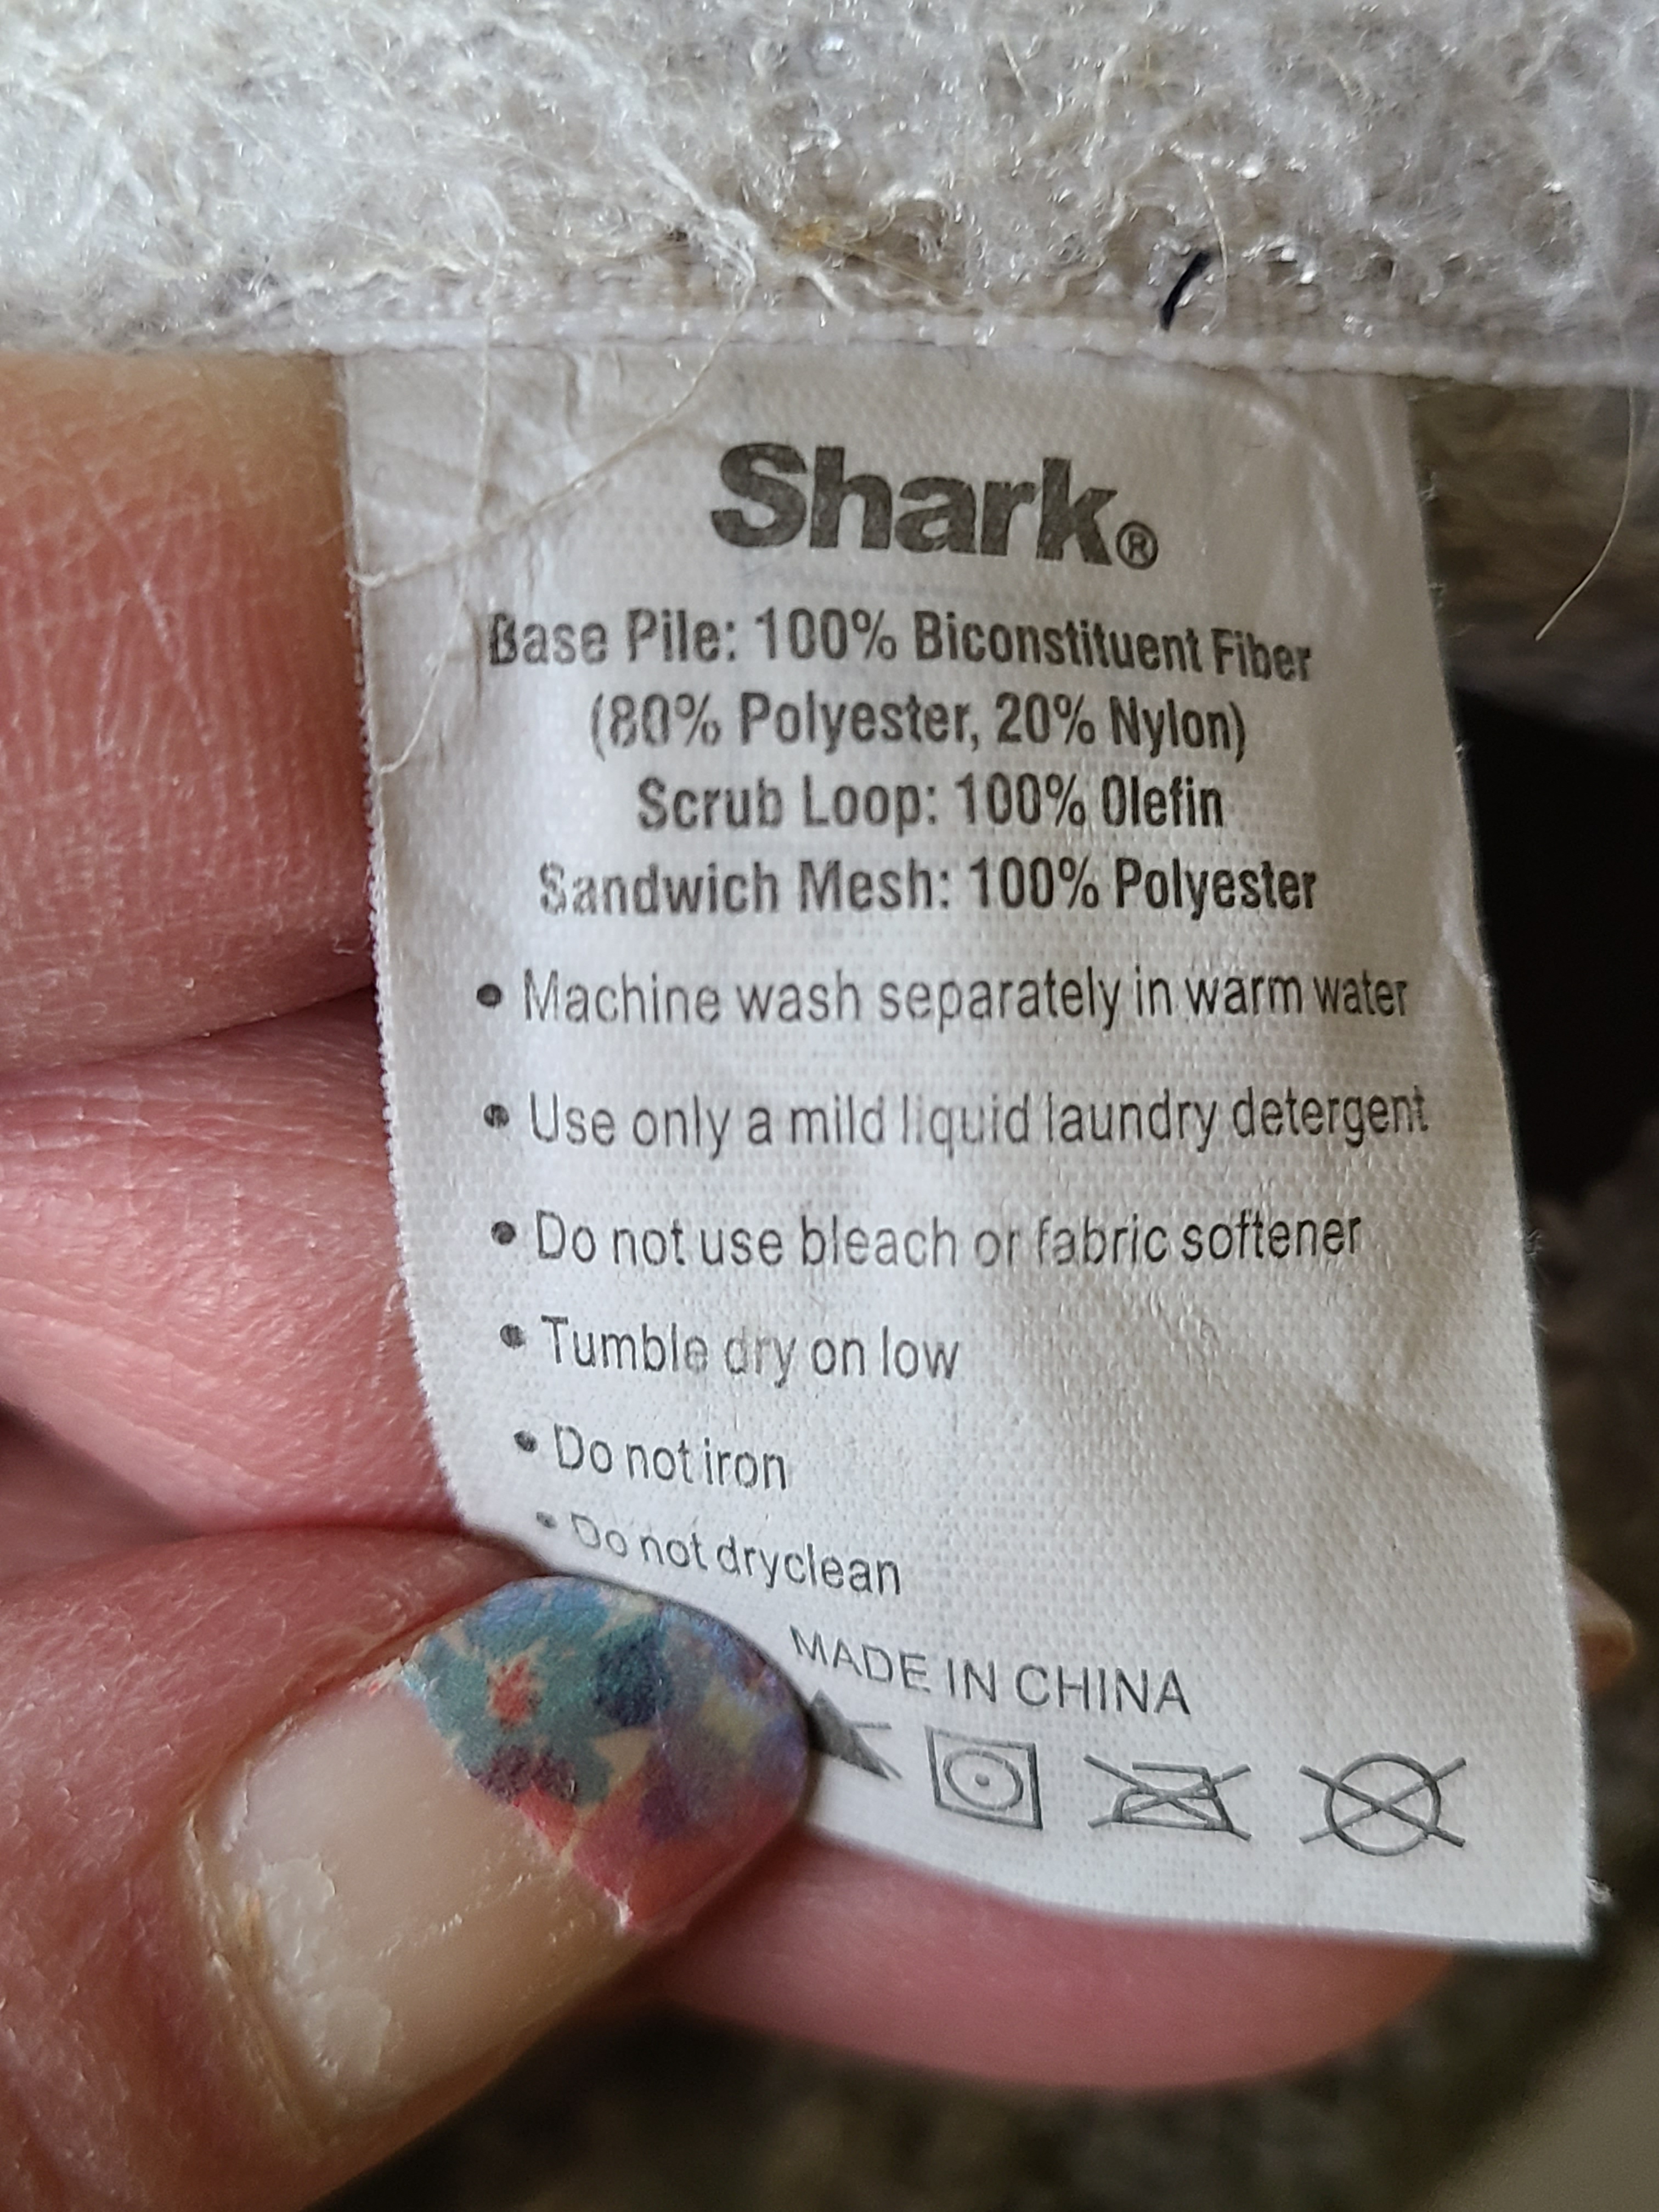 Shark®
Base Pile: 100% Biconstituent Fiber
(80% Polyester, 20% Nylon)
Scrub Loop: 100% Olefin
Sandwich Mesh: 100% Polyester
• Machine wash separately in warm water
• Use only a mild liquid laundry detergent
• Do not use bleach or fabric softener
• Tumble dry on low
• Do not iron
• Do not dryclean
MADE IN CHINA